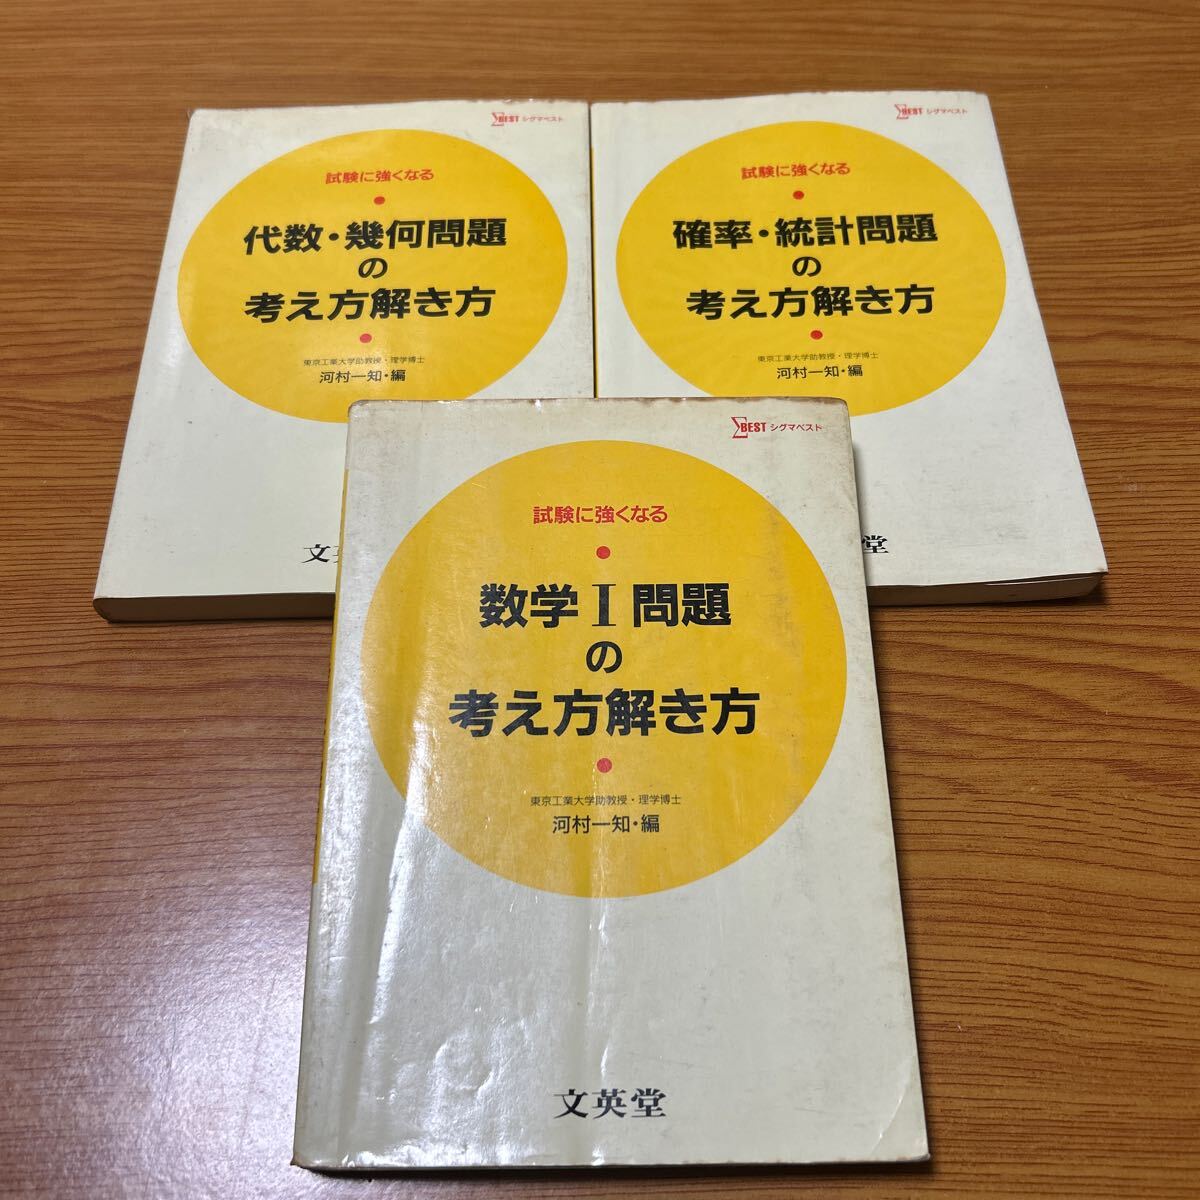 ΣBEST シグマベスト
試験に強くなる
代数・幾何問題
の
考え方解き方
東京工業大学助教授・理学博士
河村一知・編
文
ΣBEST シグマベスト
試験に強くなる
確率・統計問題
の
考え方解き方
東京工業大学助教授・理学博士
河村一知・編
堂
ΣBEST シグマベスト
試験に強くなる
数学Ⅰ問題
の
考え方解き方
東京工業大学助教授・理学博士
河村一知・編
文英堂